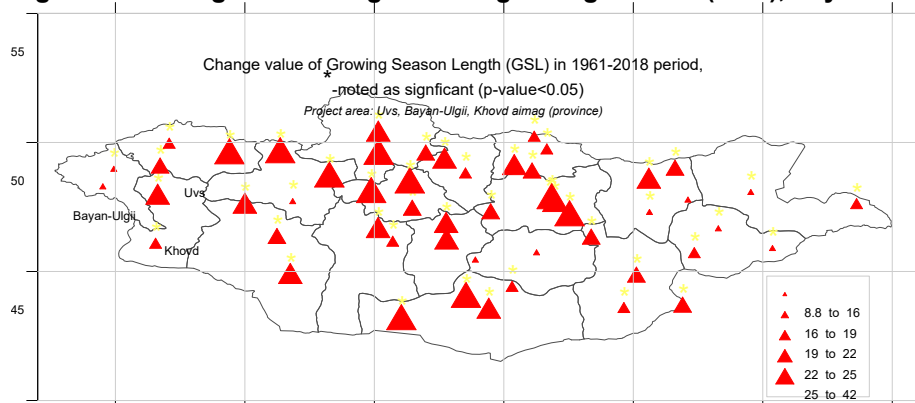 55
Change value of Growing Season Length (GSL) in 1961-2018 period,
* -noted as signficant (p-value<0.05)
Project area: Uvs, Bayan-Ulgii, Khovd aimag (province)
50
Uvs
Bayan-Ulgii
Khovd
45
8.8 to 16
16 to 19
19 to 22
22 to 25
25 to 42